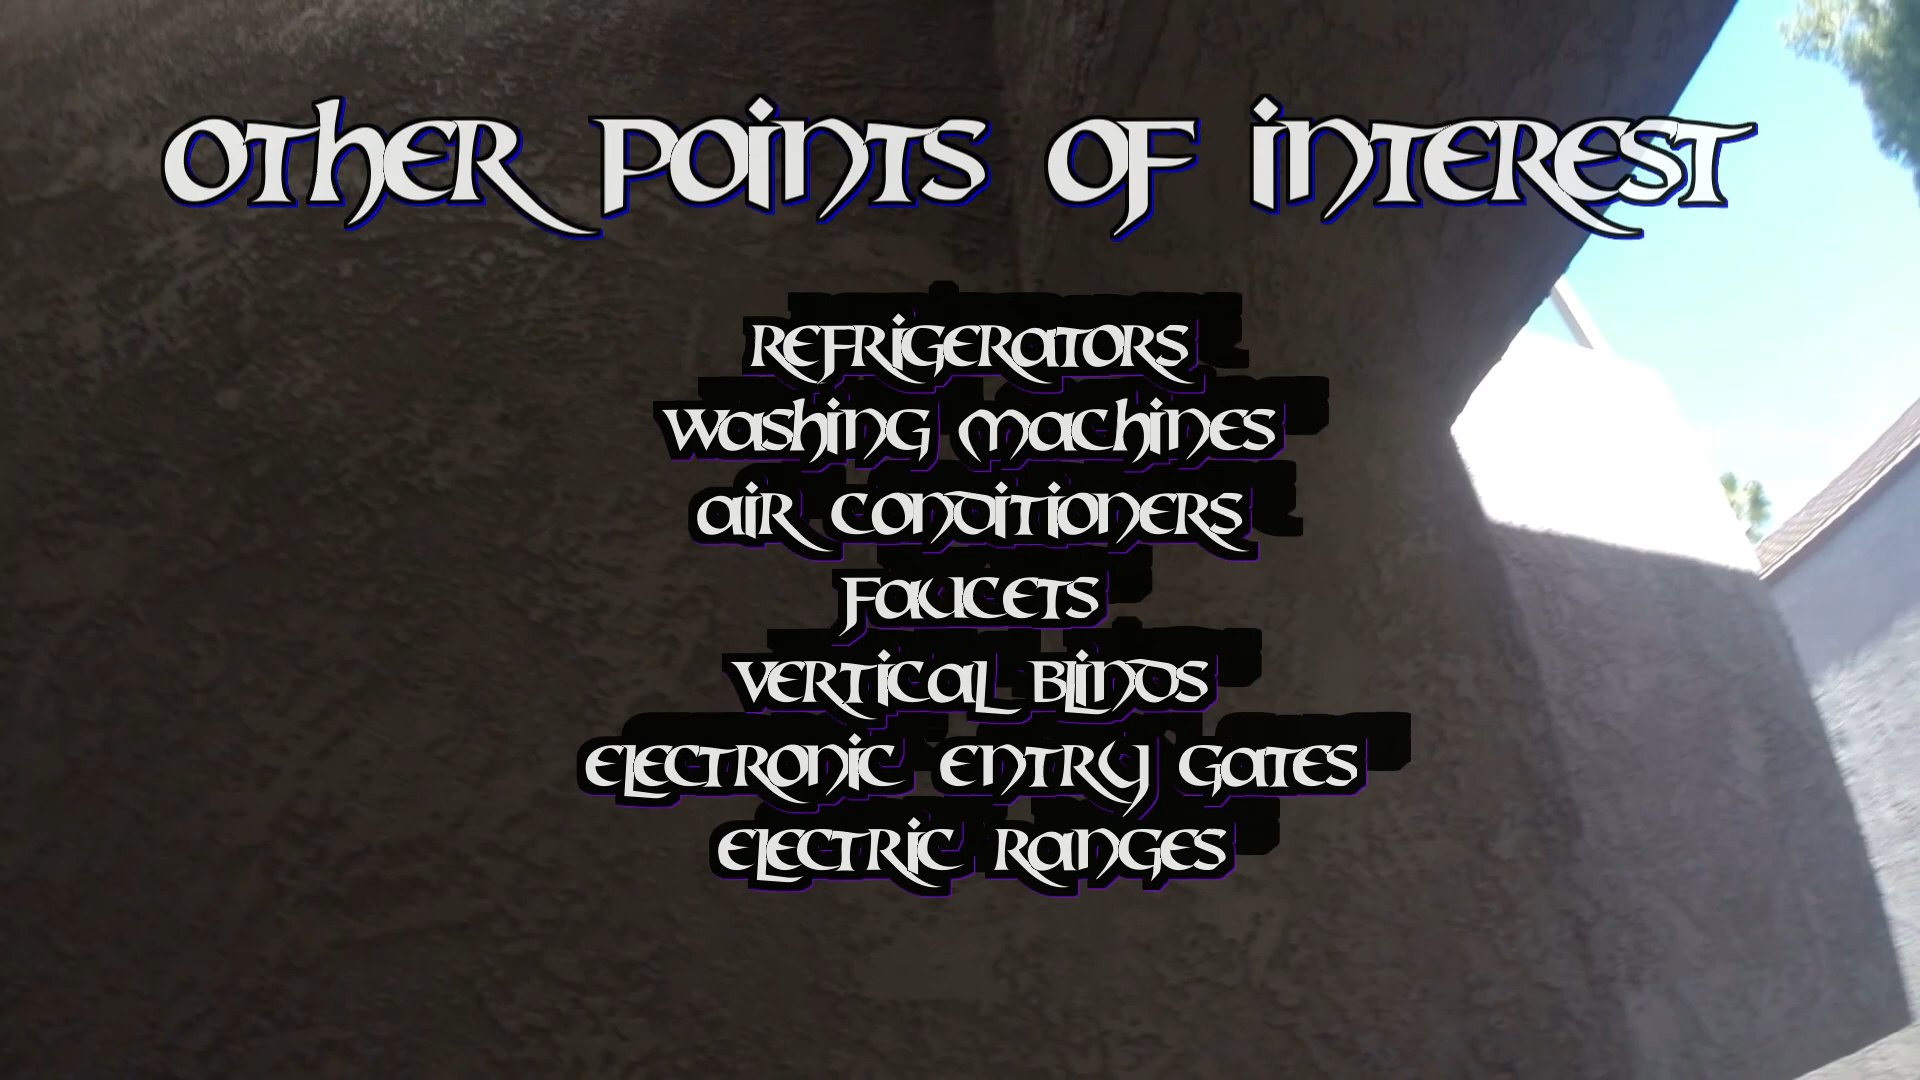 Other Points of Interest
Refrigerators
Washing Machines
Air Conditioners
Faucets
Vertical Blinds
Electronic Entry Gates
Electric Ranges